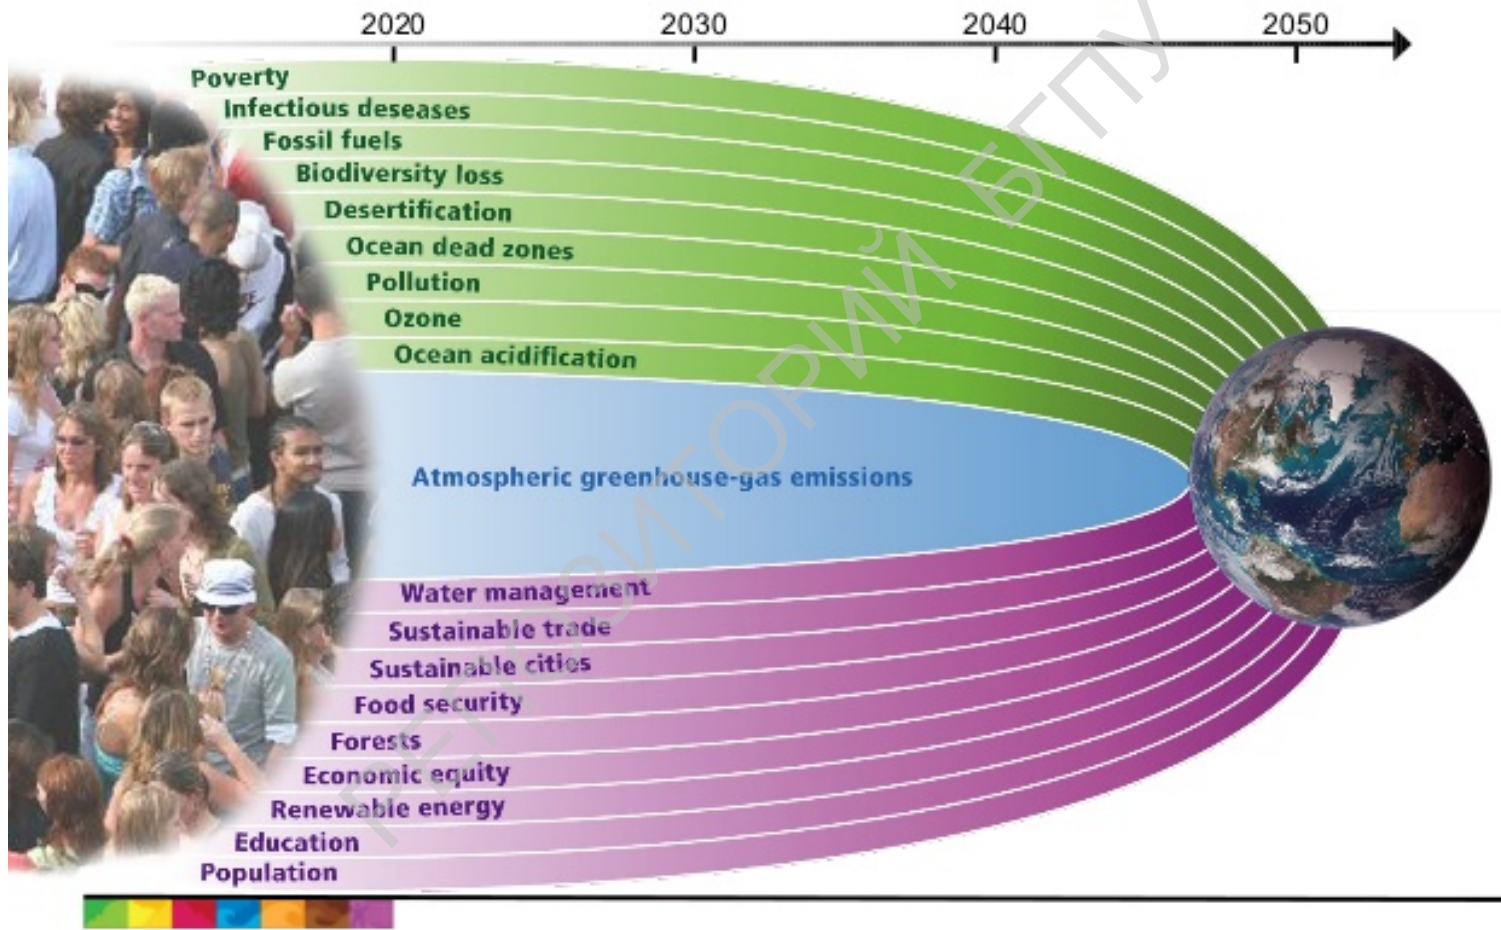 2020 2030 2040 2050
Poverty
Infectious deseases
Fossil fuels
Biodiversity loss
Desertification
Ocean dead zones
Pollution
Ozone
Ocean acidification
Atmospheric greenhouse-gas emissions
Water management
Sustainable trade
Sustainable cities
Food security
Forests
Economic equity
Renewable energy
Education
Population
РЕПОЗИТОРИЙ БГПУ